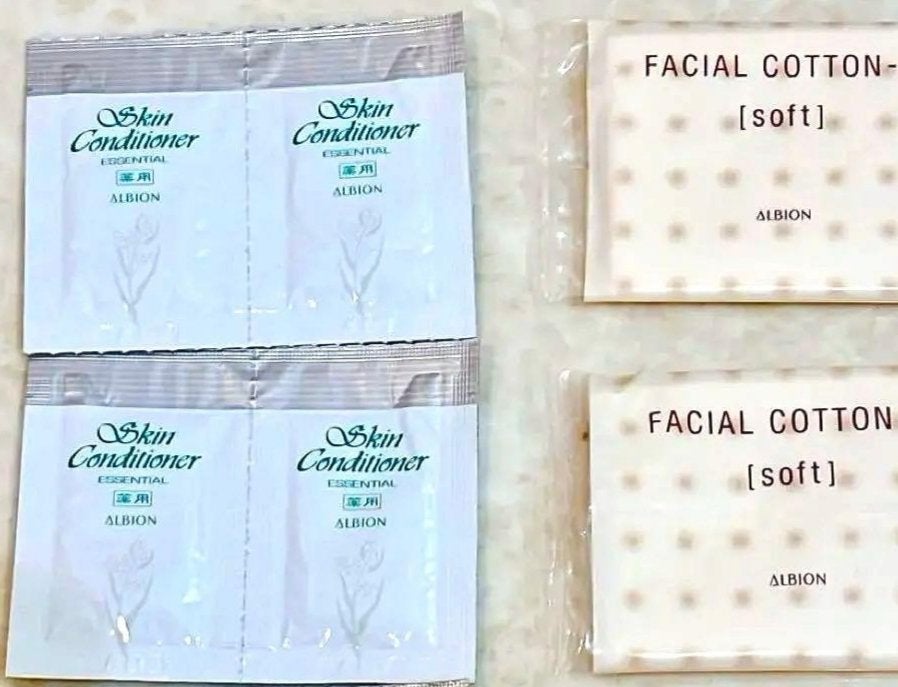 Skin
Conditioner
ESSENTIAL
薬用
ALBION
Skin
Conditioner
ESSENTIAL
薬用
ALBION
FACIAL COTTON-
[soft]
ALBION
Skin
Conditioner
ESSENTIAL
薬用
ALBION
Skin
Conditioner
ESSENTIAL
薬用
ALBION
FACIAL COTTON
[soft]
ALBION